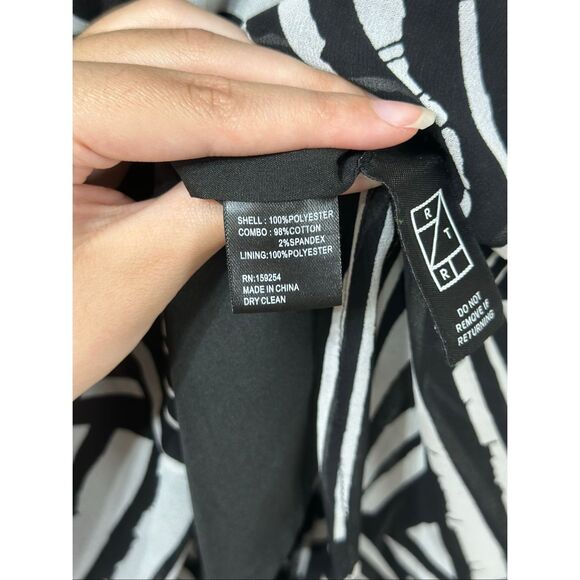 SHELL : 100%POLYESTER
COMBO : 98%COTTON
2%SPANDEX
LINING:100%POLYESTER
RN:159254
MADE IN CHINA
DRY CLEAN
R
T
R
DO NOT
REMOVE IF
RETURNING